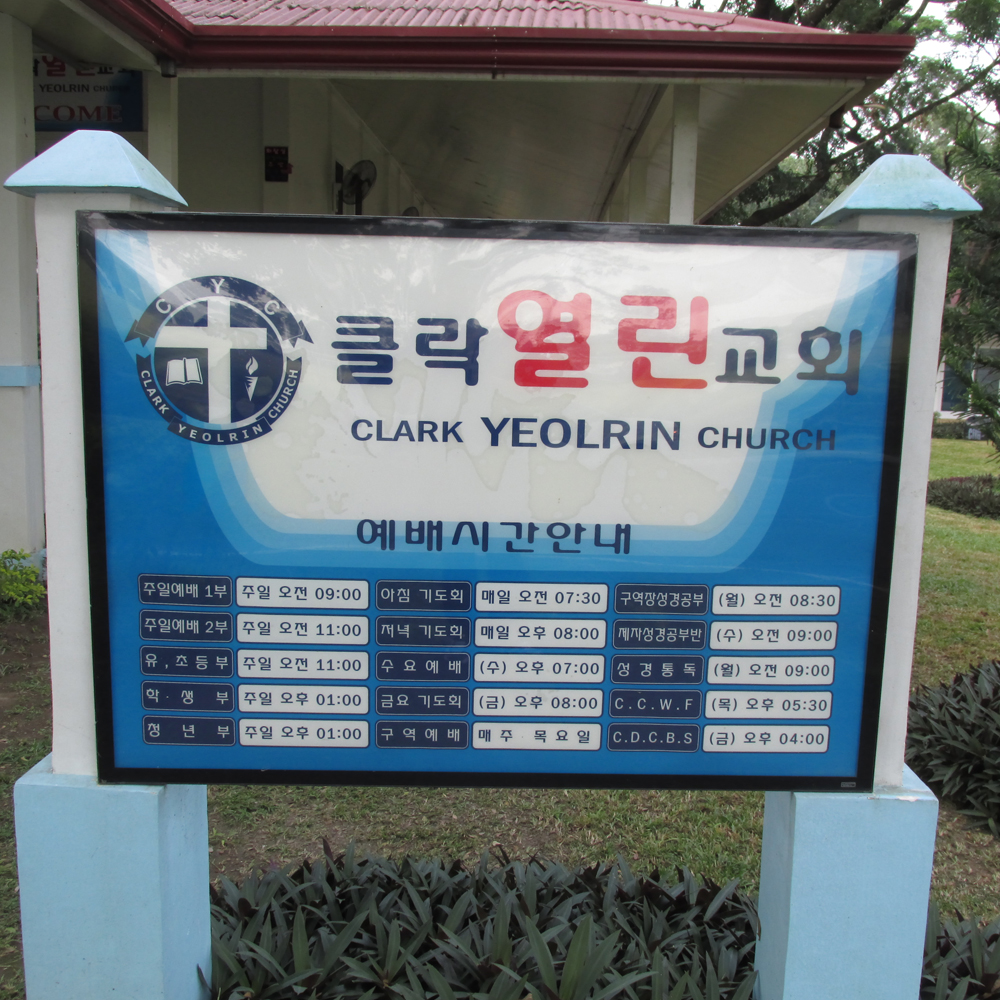 열린교
YEOLRIN CHURCH
COME
C Y C
CLARK YEOLRIN CHURCH
클락열린교회
CLARK YEOLRIN CHURCH
예배시간안내
주일예배 1부 주일 오전 09:00 아침 기도회 매일 오전 07:30 구역장성경공부 (월) 오전 08:30
주일예배 2부 주일 오전 11:00 저녁 기도회 매일 오후 08:00 제자성경공부반 (수) 오전 09:00
유,초등부 주일 오전 11:00 수요예배 (수) 오후 07:00 성경통독 (월) 오전 09:00
학·생부 주일 오후 01:00 금요 기도회 (금) 오후 08:00 C.C.W.F (목) 오후 05:30
청년부 주일 오후 01:00 구역예배 매주 목요일 C.D.C.B.S (금) 오후 04:00